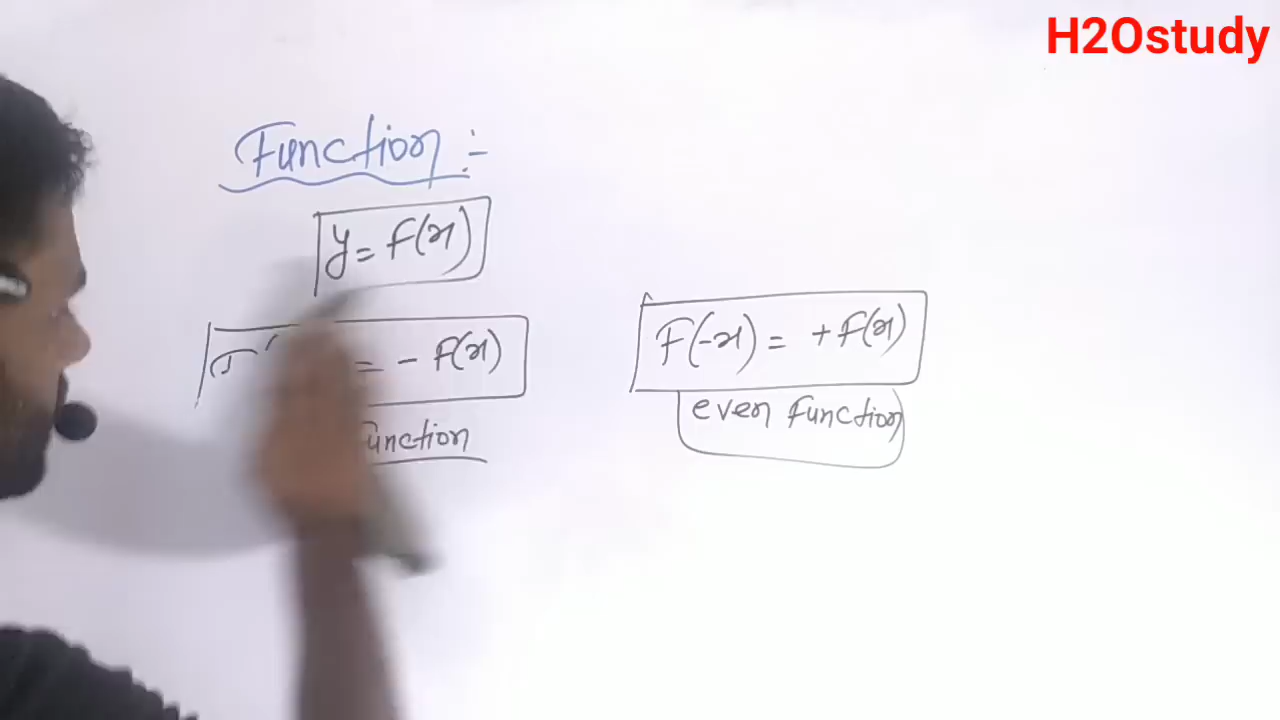 H2Ostudy
Function :-
y = F(x)
= - F(x)
Function
F(-x) = + F(x)
even Function